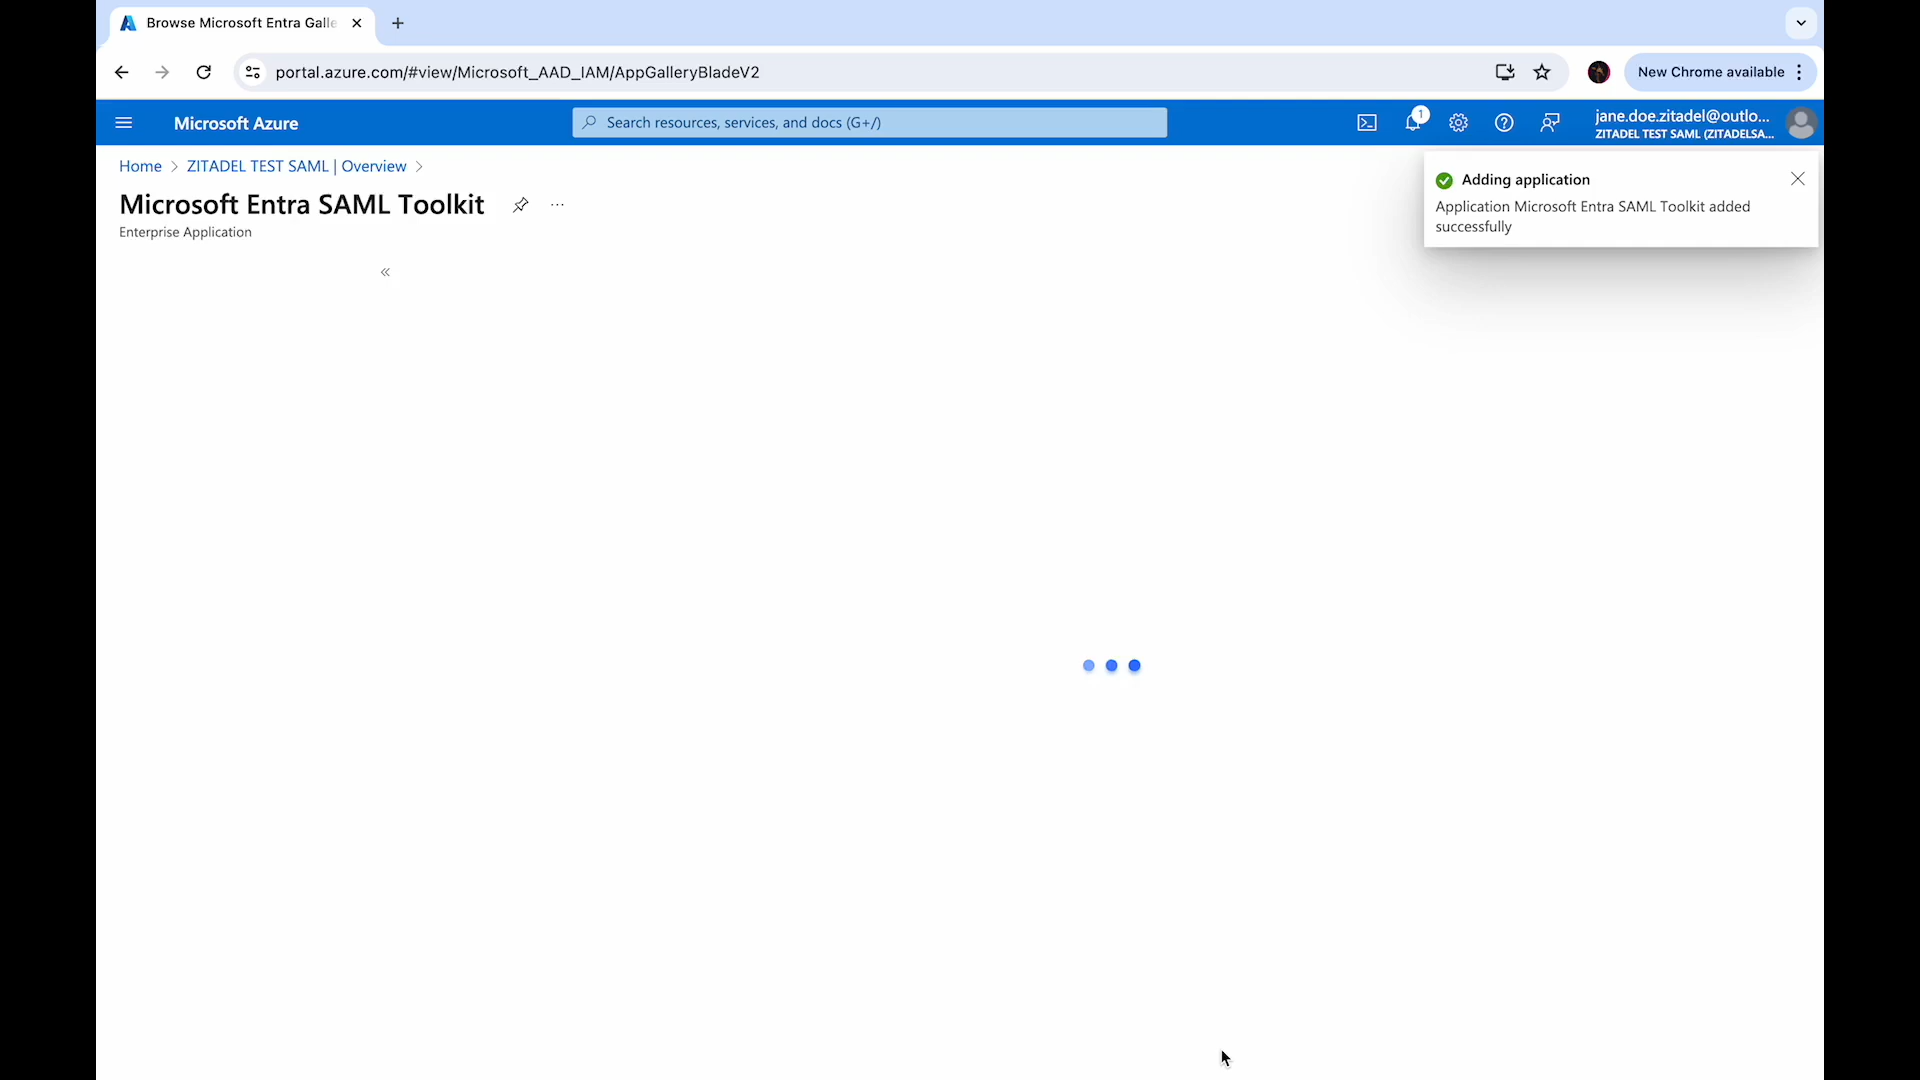 Browse Microsoft Entra Galle
portal.azure.com/#view/Microsoft_AAD_IAM/AppGalleryBladeV2
New Chrome available
Microsoft Azure
Search resources, services, and docs (G+/)
1
jane.doe.zitadel@outlo...
ZITADEL TEST SAML (ZITADELSA...
Home > ZITADEL TEST SAML | Overview >
Microsoft Entra SAML Toolkit
...
Enterprise Application
«
Adding application
Application Microsoft Entra SAML Toolkit added
successfully